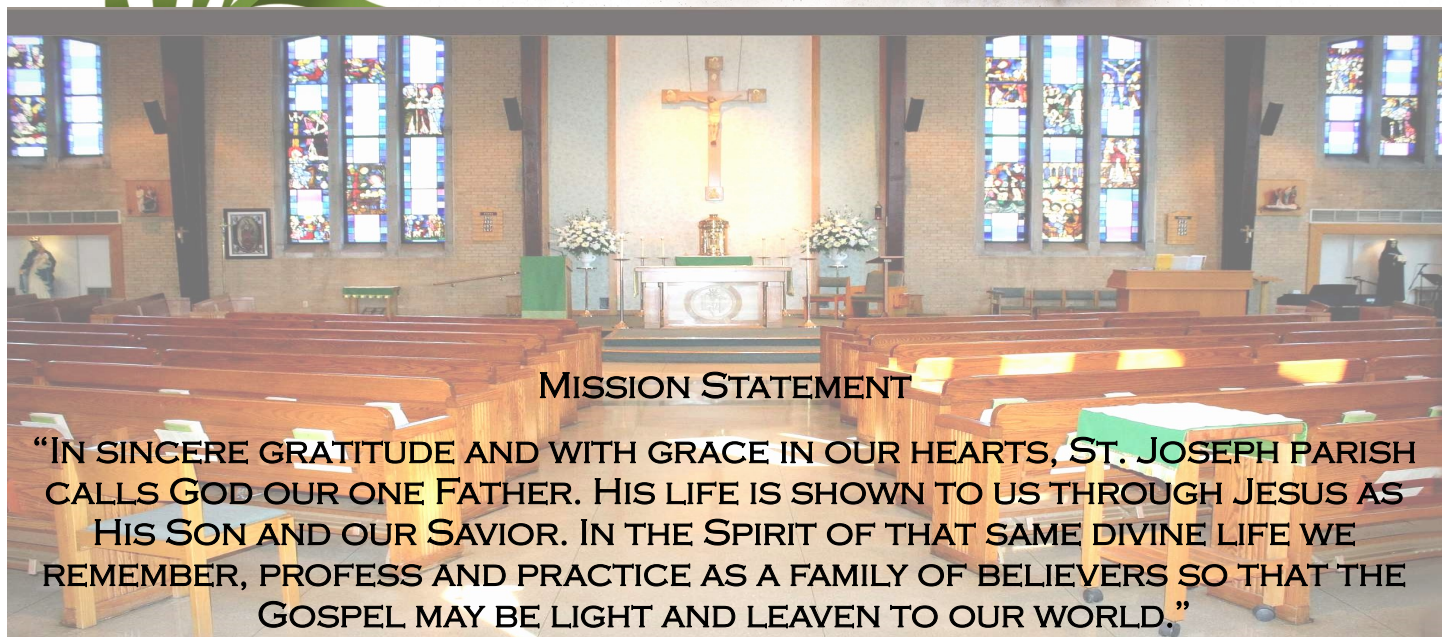 Mission Statement
“In sincere gratitude and with grace in our hearts, St. Joseph parish
calls God our one Father. His life is shown to us through Jesus as
His Son and our Savior. In the Spirit of that same divine life we
remember, profess and practice as a family of believers so that the
Gospel may be light and leaven to our world.”